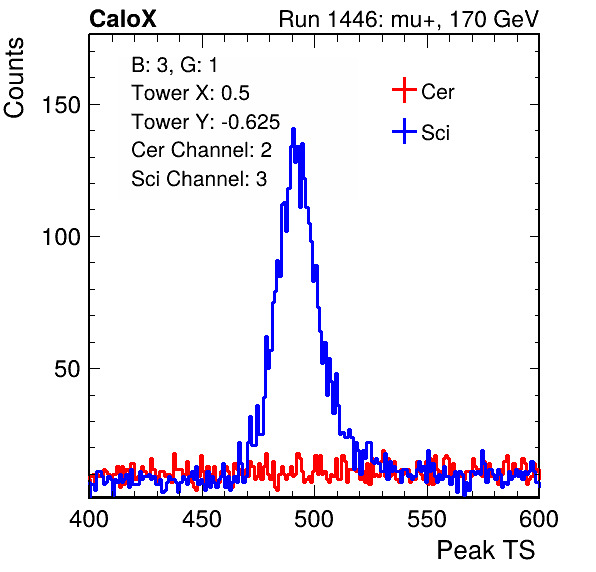 CaloX Run 1446: mu+, 170 GeV
Counts
B: 3, G: 1
Tower X: 0.5
Tower Y: -0.625
Cer Channel: 2
Sci Channel: 3
Cer
Sci
150
100
50
400 450 500 550 600
Peak TS